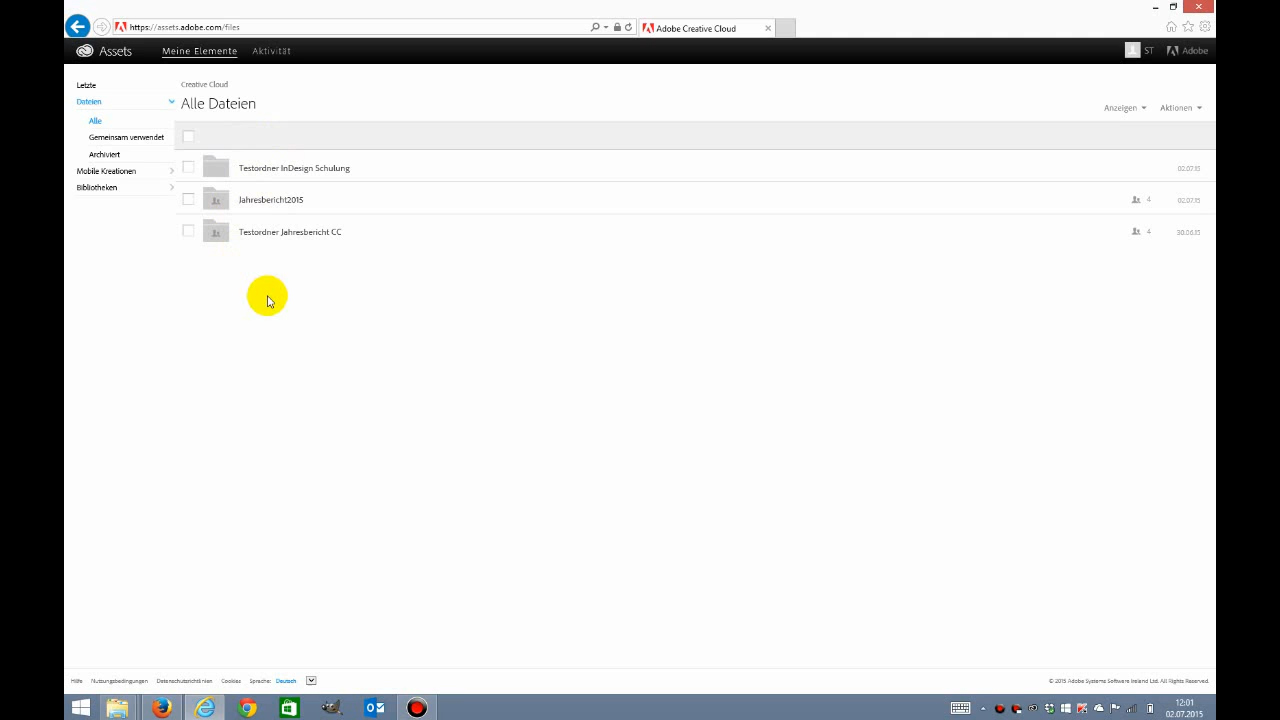 https://assets.adobe.com/files
Adobe Creative Cloud
Assets
Meine Elemente
Aktivität
ST
Adobe
Letzte
Dateien
Alle
Gemeinsam verwendet
Archiviert
Mobile Kreationen
Bibliotheken
Creative Cloud
Alle Dateien
Anzeigen
Aktionen
Testordner InDesign Schulung
02.07.15
Jahresbericht2015
4
02.07.15
Testordner Jahresbericht CC
4
30.06.15
Hilfe Nutzungsbedingungen Datenschutzrichtlinien Cookies Sprache: Deutsch
© 2015 Adobe Systems Software Ireland Ltd. All Rights Reserved.
12:01
02.07.2015